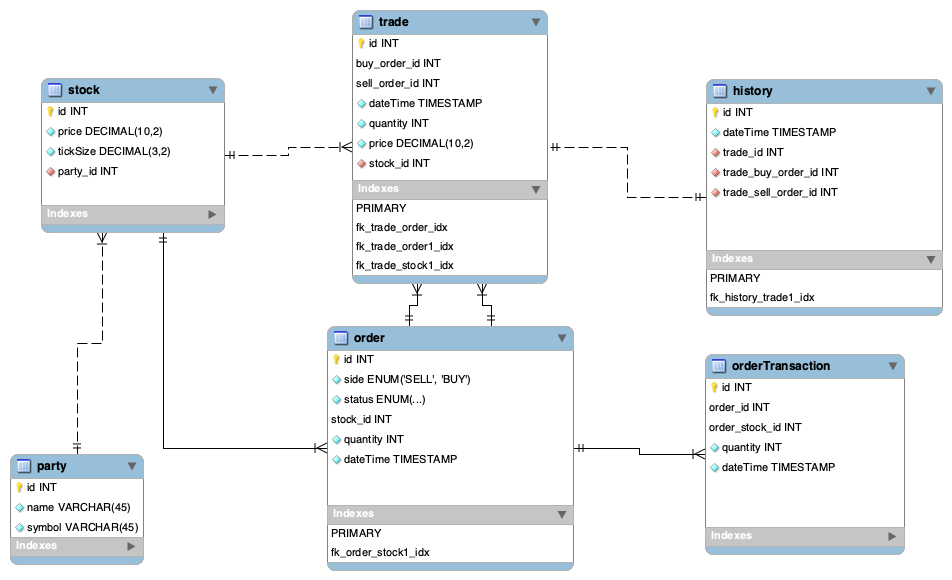 trade
id INT
buy_order_id INT
sell_order_id INT
dateTime TIMESTAMP
quantity INT
price DECIMAL(10,2)
stock_id INT
Indexes
PRIMARY
fk_trade_order_idx
fk_trade_order1_idx
fk_trade_stock1_idx
stock
id INT
price DECIMAL(10,2)
tickSize DECIMAL(3,2)
party_id INT
Indexes
history
id INT
dateTime TIMESTAMP
trade_id INT
trade_buy_order_id INT
trade_sell_order_id INT
Indexes
PRIMARY
fk_history_trade1_idx
order
id INT
side ENUM('SELL', 'BUY')
status ENUM(...)
stock_id INT
quantity INT
dateTime TIMESTAMP
Indexes
PRIMARY
fk_order_stock1_idx
orderTransaction
id INT
order_id INT
order_stock_id INT
quantity INT
dateTime TIMESTAMP
Indexes
party
id INT
name VARCHAR(45)
symbol VARCHAR(45)
Indexes